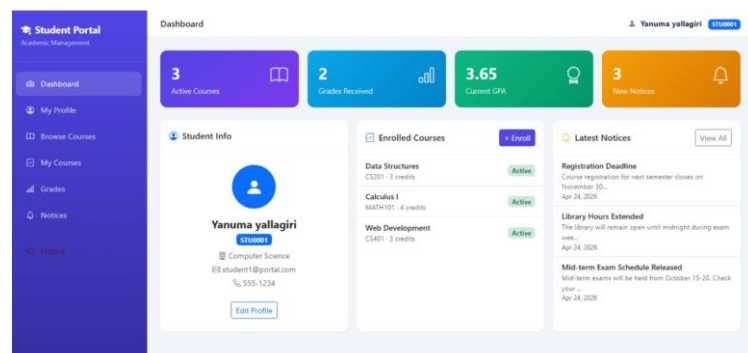 Student Portal
Academic Management
Dashboard
My Profile
Browse Courses
My Courses
Grades
Notices
Logout
Dashboard
Yanuma yallagiri STU0001
3
Active Courses
2
Grades Received
3.65
Current GPA
3
New Notices
Student Info
Yanuma yallagiri
STU0001
Computer Science
student1@portal.com
555-1234
Edit Profile
Enrolled Courses
+ Enroll
Data Structures
CS201 - 3 credits
Active
Calculus I
MATH101 - 4 credits
Active
Web Development
CS401 - 3 credits
Active
Latest Notices
View All
Registration Deadline
Course registration for next semester closes on
November 30...
Apr 24, 2026
Library Hours Extended
The library will remain open until midnight during exam
wee...
Apr 24, 2026
Mid-term Exam Schedule Released
Mid-term exams will be held from October 15-20. Check
your ...
Apr 24, 2026